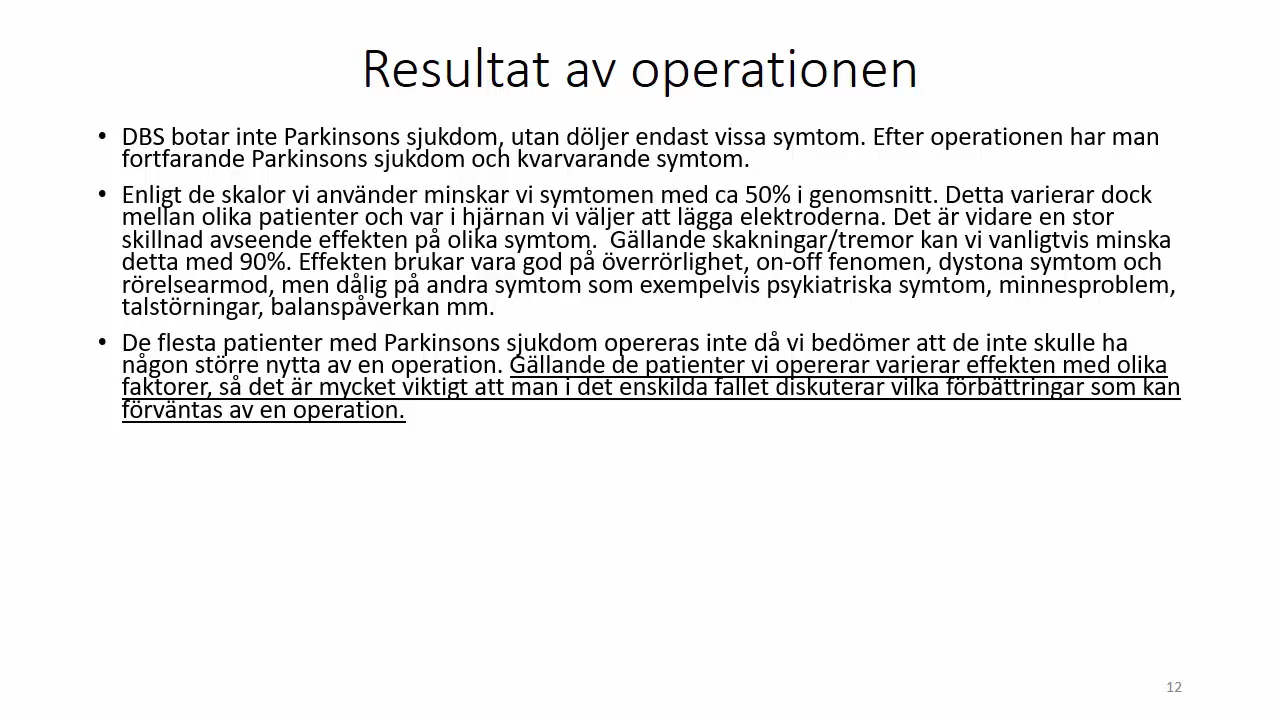 Resultat av operationen
• DBS botar inte Parkinsons sjukdom, utan döljer endast vissa symtom. Efter operationen har man
fortfarande Parkinsons sjukdom och kvarvarande symtom.
• Enligt de skalor vi använder minskar vi symtomen med ca 50% i genomsnitt. Detta varierar dock
mellan olika patienter och var i hjärnan vi väljer att lägga elektroderna. Det är vidare en stor
skillnad avseende effekten på olika symtom.  Gällande skakningar/tremor kan vi vanligtvis minska
detta med 90%. Effekten brukar vara god på överrörlighet, on-off fenomen, dystona symtom och
rörelsearmod, men dålig på andra symtom som exempelvis psykiatriska symtom, minnesproblem,
talstörningar, balanspåverkan mm.
• De flesta patienter med Parkinsons sjukdom opereras inte då vi bedömer att de inte skulle ha
någon större nytta av en operation. Gällande de patienter vi opererar varierar effekten med olika
faktorer, så det är mycket viktigt att man i det enskilda fallet diskuterar vilka förbättringar som kan
förväntas av en operation.
12